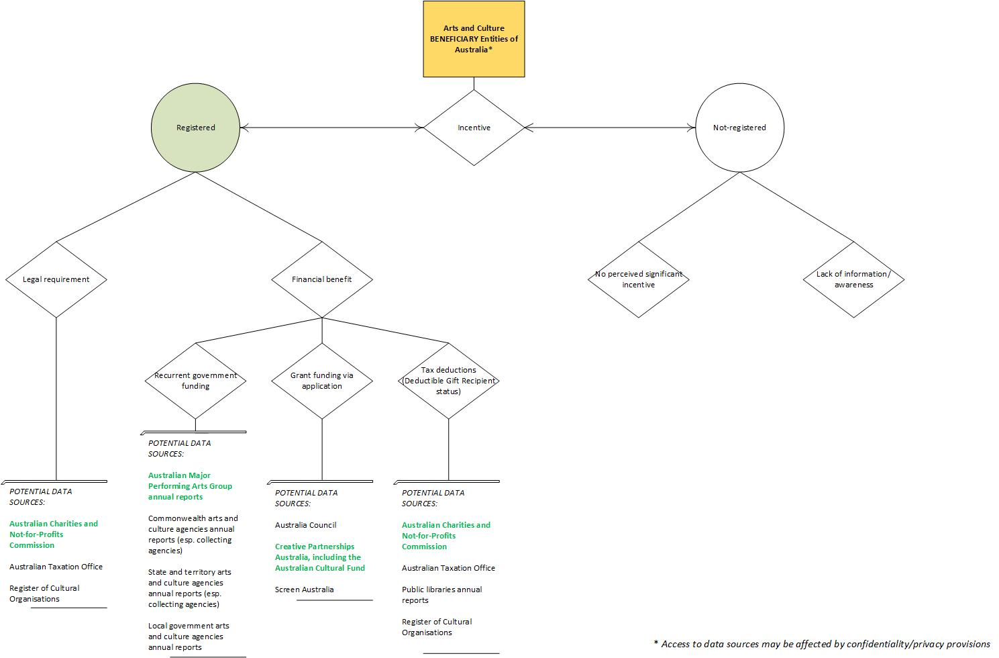 Arts and Culture
BENEFICIARY Entities of
Australia*
Registered
Incentive
Not-registered
Legal requirement
Financial benefit
No perceived significant
incentive
Lack of information/
awareness
Recurrent government
funding
Grant funding via
application
Tax deductions
(Deductible Gift Recipient
status)
POTENTIAL DATA
SOURCES:
Australian Charities and
Not-for-Profits
Commission
Australian Taxation Office
Register of Cultural
Organisations
POTENTIAL DATA
SOURCES:
Australian Major
Performing Arts Group
annual reports
Commonwealth arts and
culture agencies annual
reports (esp. collecting
agencies)
State and territory arts
and culture agencies
annual reports (esp.
collecting agencies)
Local government arts
and culture agencies
annual reports
POTENTIAL DATA
SOURCES:
Australia Council
Creative Partnerships
Australia, including the
Australian Cultural Fund
Screen Australia
POTENTIAL DATA
SOURCES:
Australian Charities and
Not-for-Profits
Commission
Australian Taxation Office
Public libraries annual
reports
Register of Cultural
Organisations
* Access to data sources may be affected by confidentiality/privacy provisions